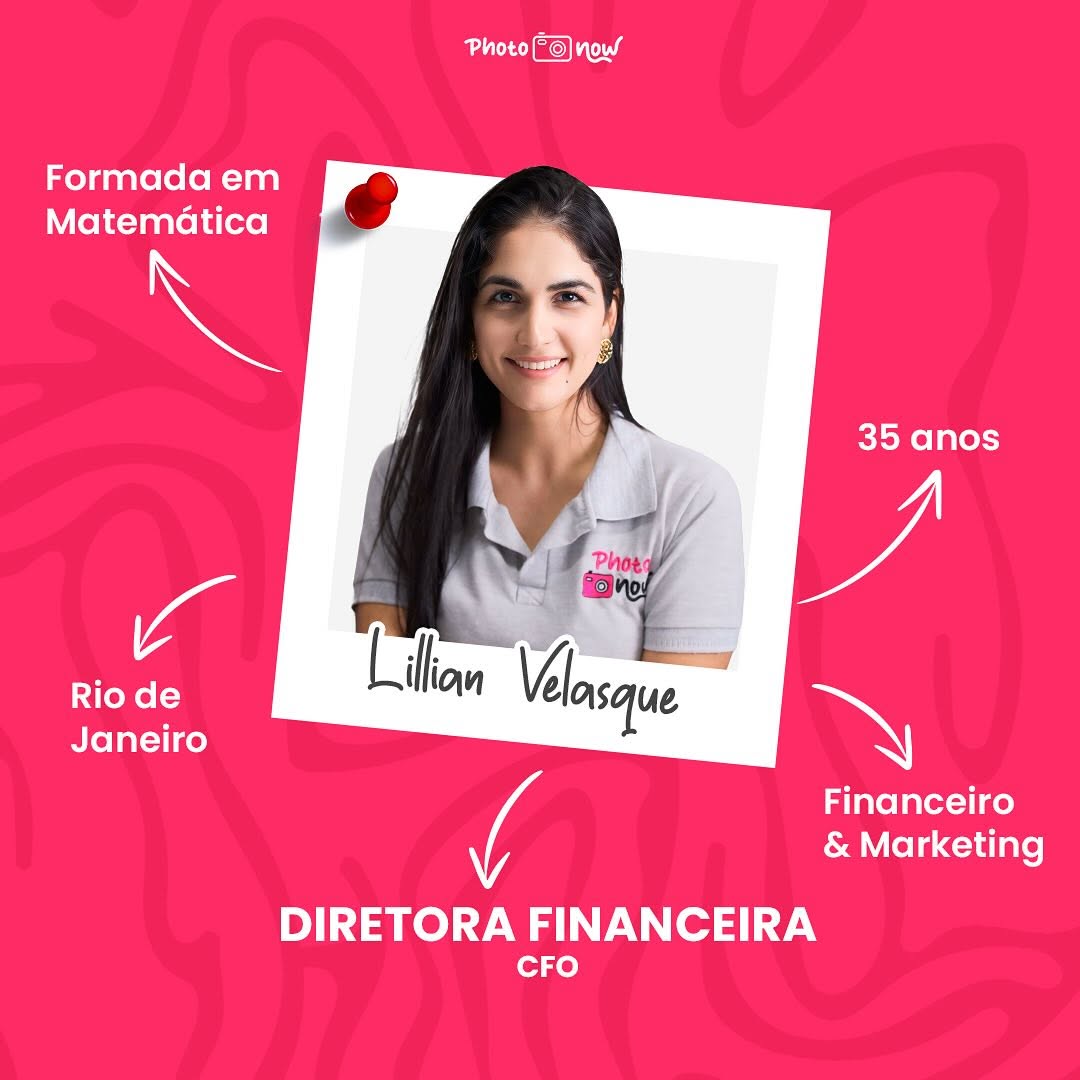 Photo now
Formada em
Matemática
35 anos
Photo
now
Rio de
Janeiro
Lillian Velasque
Financeiro
& Marketing
DIRETORA FINANCEIRA
CFO